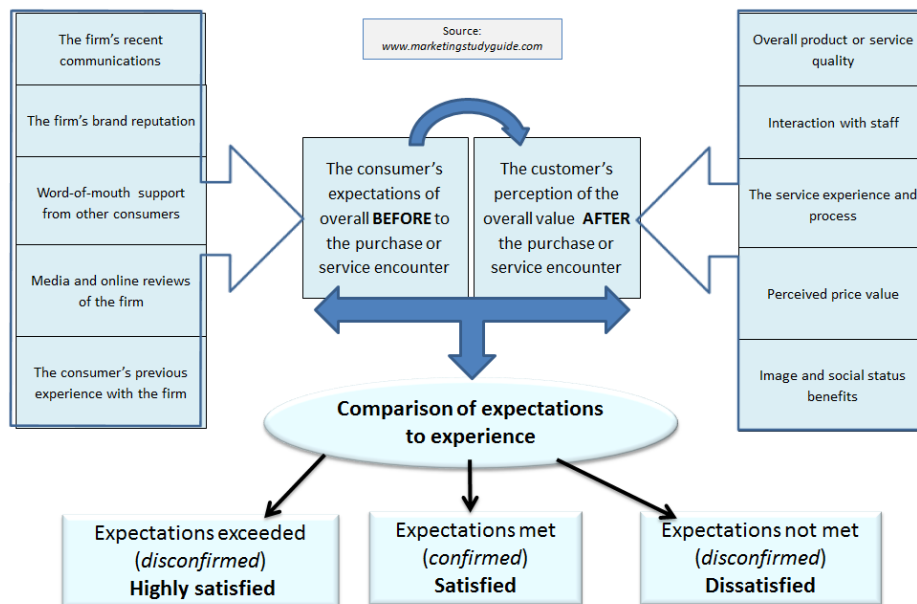 The firm's recent
communications
The firm's brand reputation
Word-of-mouth support
from other consumers
Media and online reviews
of the firm
The consumer's previous
experience with the firm
Source:
www.marketingstudyguide.com
The consumer's
expectations of
overall BEFORE to
the purchase or
service encounter
The customer's
perception of the
overall value AFTER
the purchase or
service encounter
Overall product or service
quality
Interaction with staff
The service experience and
process
Perceived price value
Image and social status
benefits
Comparison of expectations
to experience
Expectations exceeded
(disconfirmed)
Highly satisfied
Expectations met
(confirmed)
Satisfied
Expectations not met
(disconfirmed)
Dissatisfied